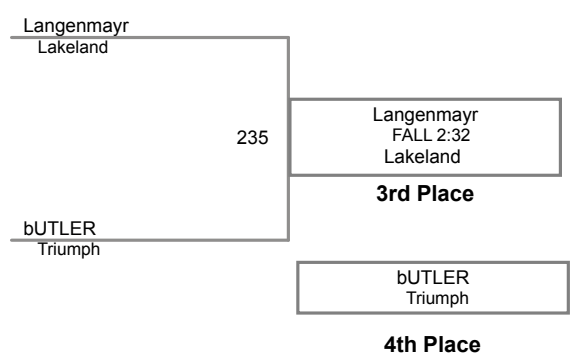 Langenmayr
Lakeland
235
Langenmayr
FALL 2:32
Lakeland
3rd Place
bUTLER
Triumph
bUTLER
Triumph
4th Place